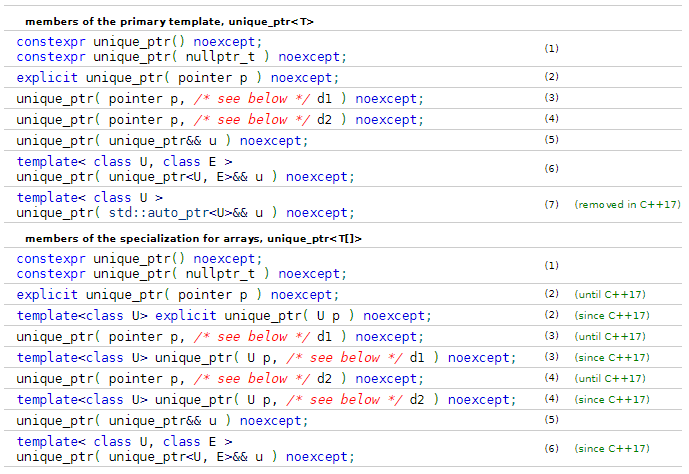 members of the primary template, unique_ptr<T>
constexpr unique_ptr() noexcept;
constexpr unique_ptr( nullptr_t ) noexcept;
(1)
explicit unique_ptr( pointer p ) noexcept; (2)
unique_ptr( pointer p, /* see below */ d1 ) noexcept; (3)
unique_ptr( pointer p, /* see below */ d2 ) noexcept; (4)
unique_ptr( unique_ptr&& u ) noexcept; (5)
template< class U, class E >
unique_ptr( unique_ptr<U, E>&& u ) noexcept;
(6)
template< class U >
unique_ptr( std::auto_ptr<U>&& u ) noexcept;
(7) (removed in C++17)
members of the specialization for arrays, unique_ptr<T[]>
constexpr unique_ptr() noexcept;
constexpr unique_ptr( nullptr_t ) noexcept;
(1)
explicit unique_ptr( pointer p ) noexcept; (2) (until C++17)
template<class U> explicit unique_ptr( U p ) noexcept; (2) (since C++17)
unique_ptr( pointer p, /* see below */ d1 ) noexcept; (3) (until C++17)
template<class U> unique_ptr( U p, /* see below */ d1 ) noexcept; (3) (since C++17)
unique_ptr( pointer p, /* see below */ d2 ) noexcept; (4) (until C++17)
template<class U> unique_ptr( U p, /* see below */ d2 ) noexcept; (4) (since C++17)
unique_ptr( unique_ptr&& u ) noexcept; (5)
template< class U, class E >
unique_ptr( unique_ptr<U, E>&& u ) noexcept;
(6) (since C++17)